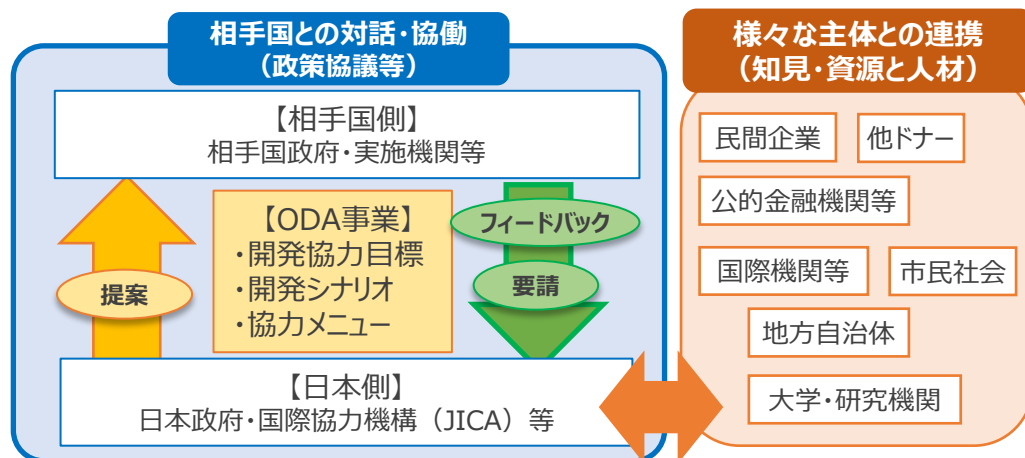 相手国との対話・協働
（政策協議等）
【相手国側】
相手国政府・実施機関等
提案
【ODA事業】
・開発協力目標
・開発シナリオ
・協力メニュー
フィードバック
要請
【日本側】
日本政府・国際協力機構（JICA）等
様々な主体との連携
（知見・資源と人材）
民間企業
他ドナー
公的金融機関等
国際機関等
市民社会
地方自治体
大学・研究機関